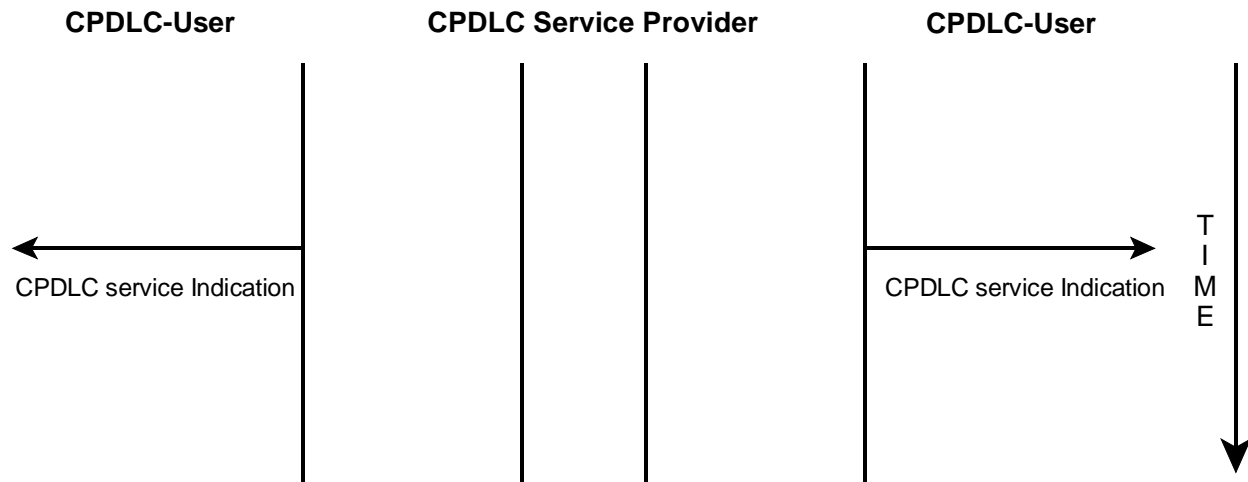 CPDLC-User
CPDLC Service Provider
CPDLC-User
CPDLC service Indication
CPDLC service Indication
T
I
M
E